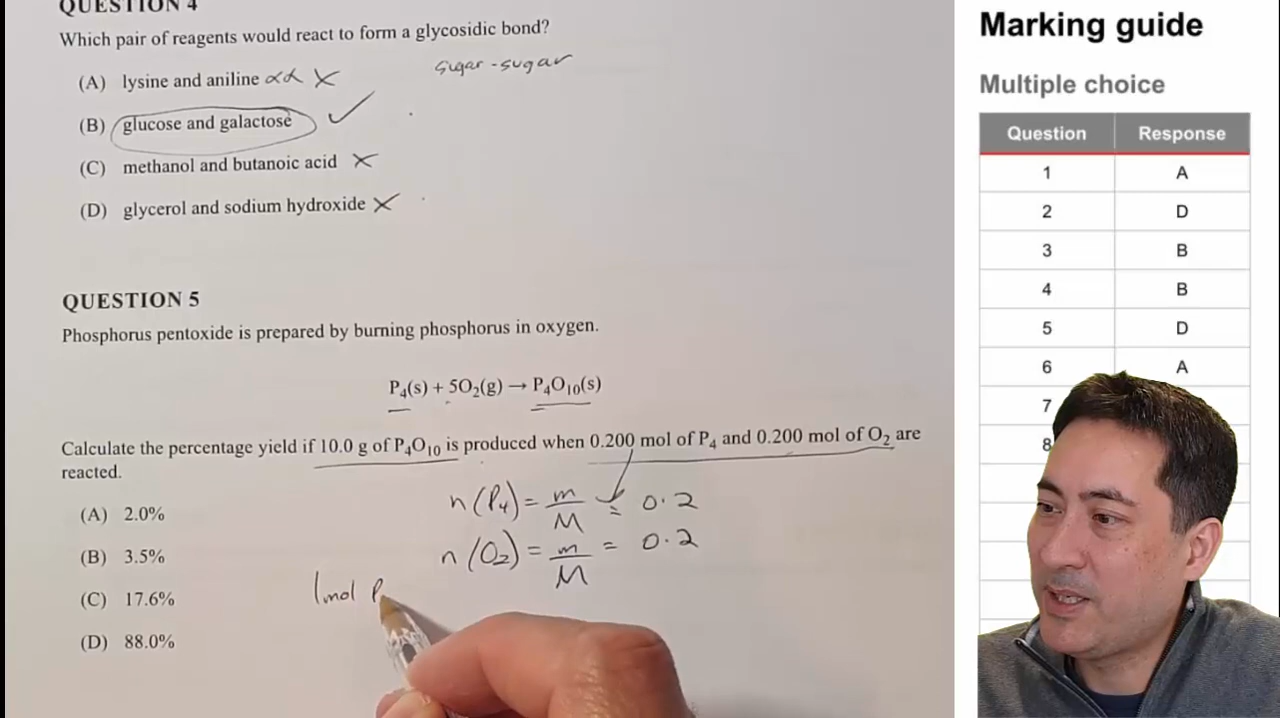 QUESTION 4
Which pair of reagents would react to form a glycosidic bond?
sugar-sugar
(A) lysine and aniline
(B) glucose and galactose
(C) methanol and butanoic acid
(D) glycerol and sodium hydroxide
QUESTION 5
Phosphorus pentoxide is prepared by burning phosphorus in oxygen.
P₄(s) + 5O₂(g) → P₄O₁₀(s)
Calculate the percentage yield if 10.0 g of P₄O₁₀ is produced when 0.200 mol of P₄ and 0.200 mol of O₂ are
reacted.
(A) 2.0%
(B) 3.5%
(C) 17.6%
(D) 88.0%
n(P₄) = m/M = 0.2
n(O₂) = m/M = 0.2
1mol P
Marking guide
Multiple choice
Question Response
1 A
2 D
3 B
4 B
5 D
6 A
7
8